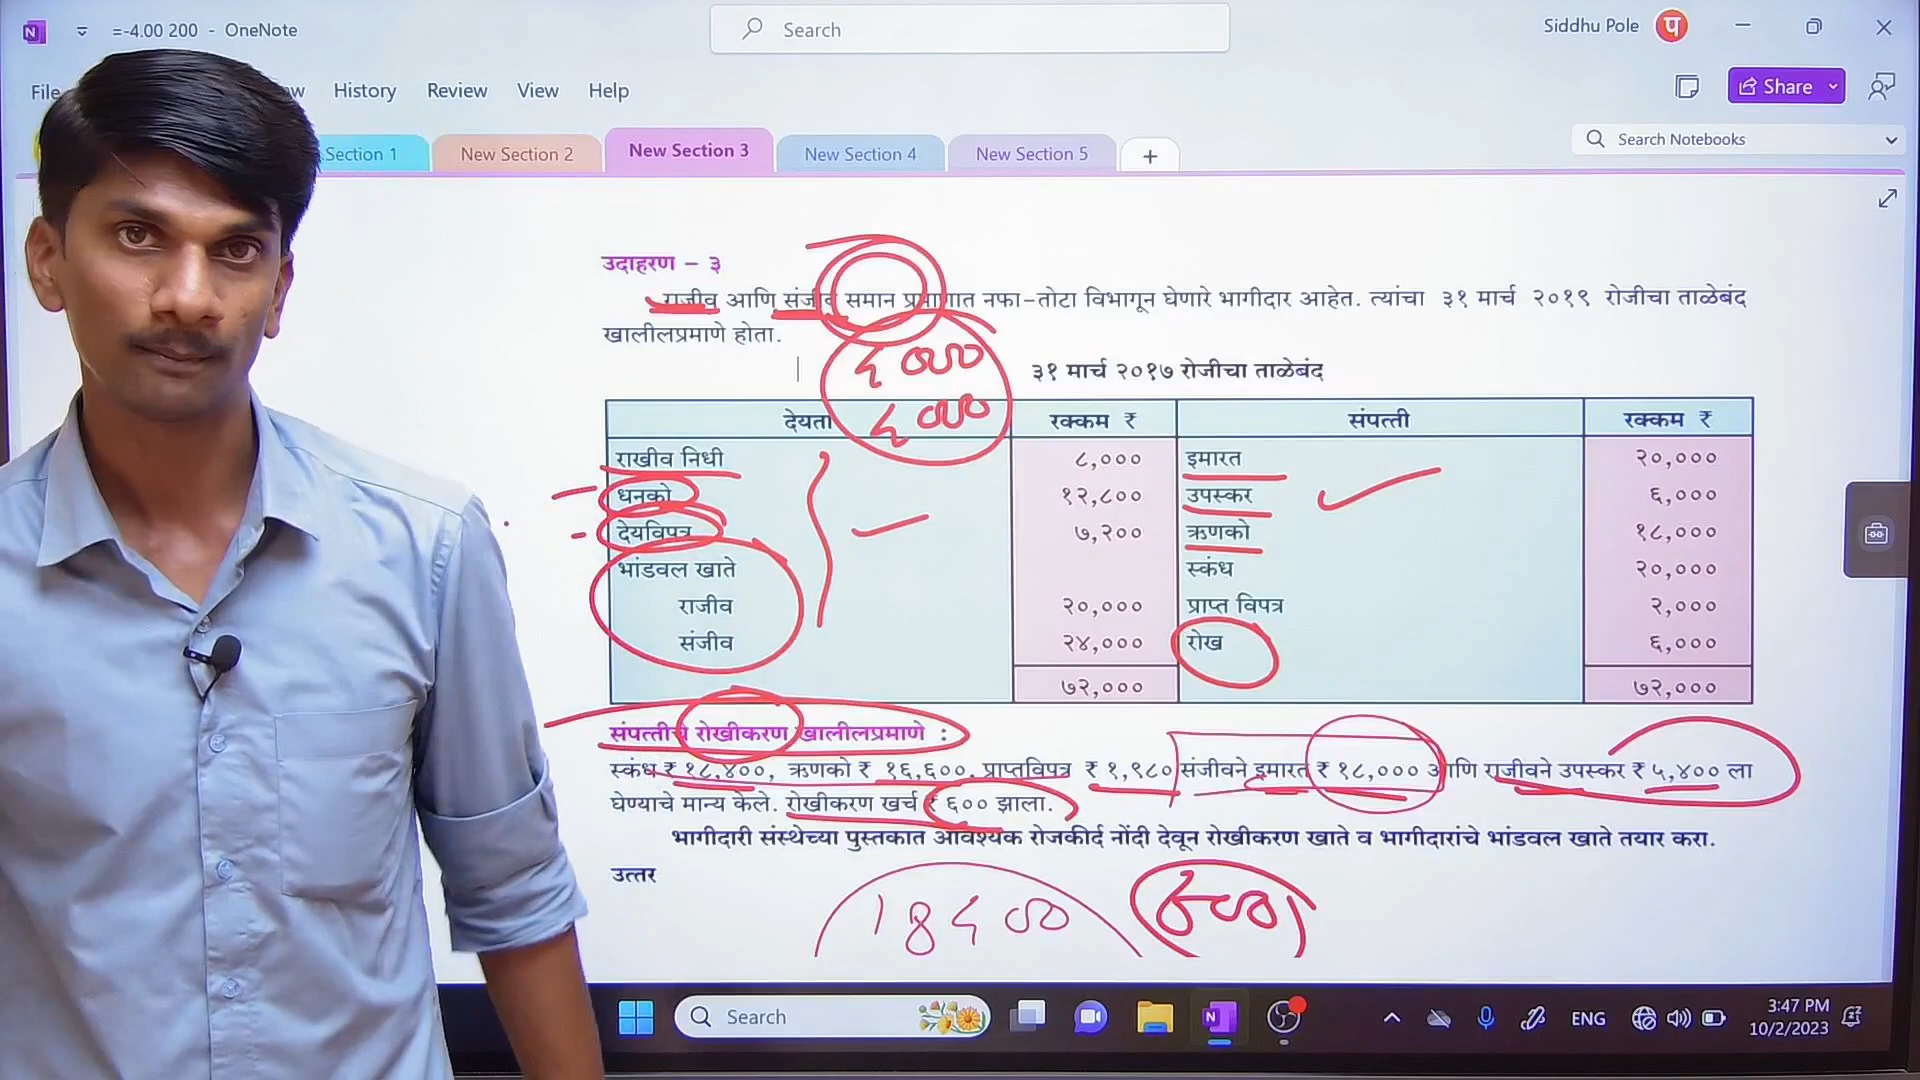 =-4.00 200 - OneNote
Search
Siddhu Pole
प
File
History
Review
View
Help
Share
Section 1
New Section 2
New Section 3
New Section 4
New Section 5
+
Search Notebooks
उदाहरण – ३
राजीव आणि संजीव समान प्रमाणात नफा-तोटा विभागून घेणारे भागीदार आहेत. त्यांचा ३१ मार्च २०१९ रोजीचा ताळेबंद
खालीलप्रमाणे होता.
३१ मार्च २०१७ रोजीचा ताळेबंद
देयता रक्कम ₹ संपत्ती रक्कम ₹
राखीव निधी ८,००० इमारत २०,०००
धनको १२,८०० उपस्कर ६,०००
देयविपत्र ७,२०० ऋणको १८,०००
भांडवल खाते स्कंध २०,०००
राजीव २०,००० प्राप्त विपत्र २,०००
संजीव २४,००० रोख ६,०००
७२,००० ७२,०००
संपत्तीचे रोखीकरण खालीलप्रमाणे :
स्कंध ₹ १८,४००, ऋणको ₹ १६,६००, प्राप्तविपत्र ₹ १,९८० संजीवने इमारत ₹ १८,००० आणि राजीवने उपस्कर ₹ ५,४०० ला
घेण्याचे मान्य केले. रोखीकरण खर्च ₹ ६०० झाला.
भागीदारी संस्थेच्या पुस्तकात आवश्यक रोजकीर्द नोंदी देवून रोखीकरण खाते व भागीदारांचे भांडवल खाते तयार करा.
उत्तर
Search
ENG
3:47 PM
10/2/2023